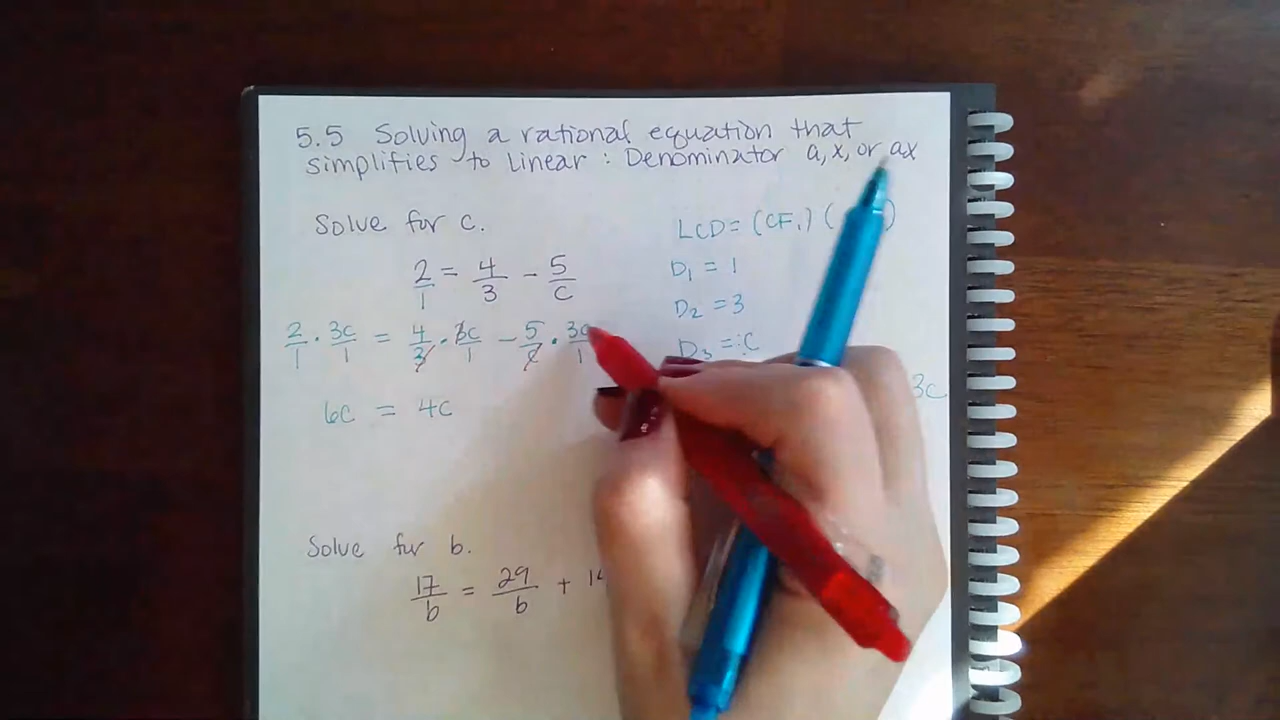 5.5 Solving a rational equation that
simplifies to linear : Denominator a, x, or ax
Solve for c.
LCD = (CF,) (
2/1 = 4/3 - 5/c
D1 = 1
D2 = 3
2/1 · 3c/1 = 4/3 · 3c/1 - 5/c · 3c/1
D3 = c
3c
6c = 4c
Solve for b.
17/b = 29/b +